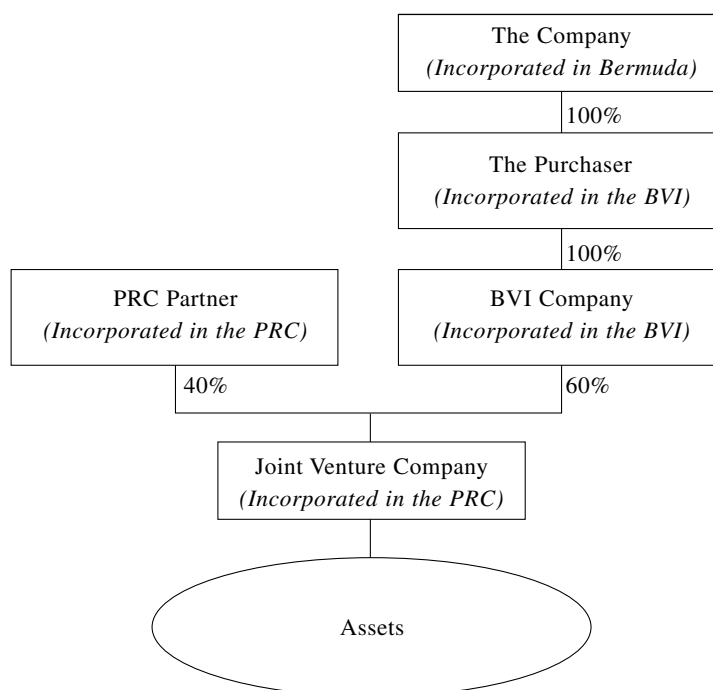 The Company
(Incorporated in Bermuda)
100%
The Purchaser
(Incorporated in the BVI)
100%
PRC Partner
(Incorporated in the PRC)
BVI Company
(Incorporated in the BVI)
40%
60%
Joint Venture Company
(Incorporated in the PRC)
Assets